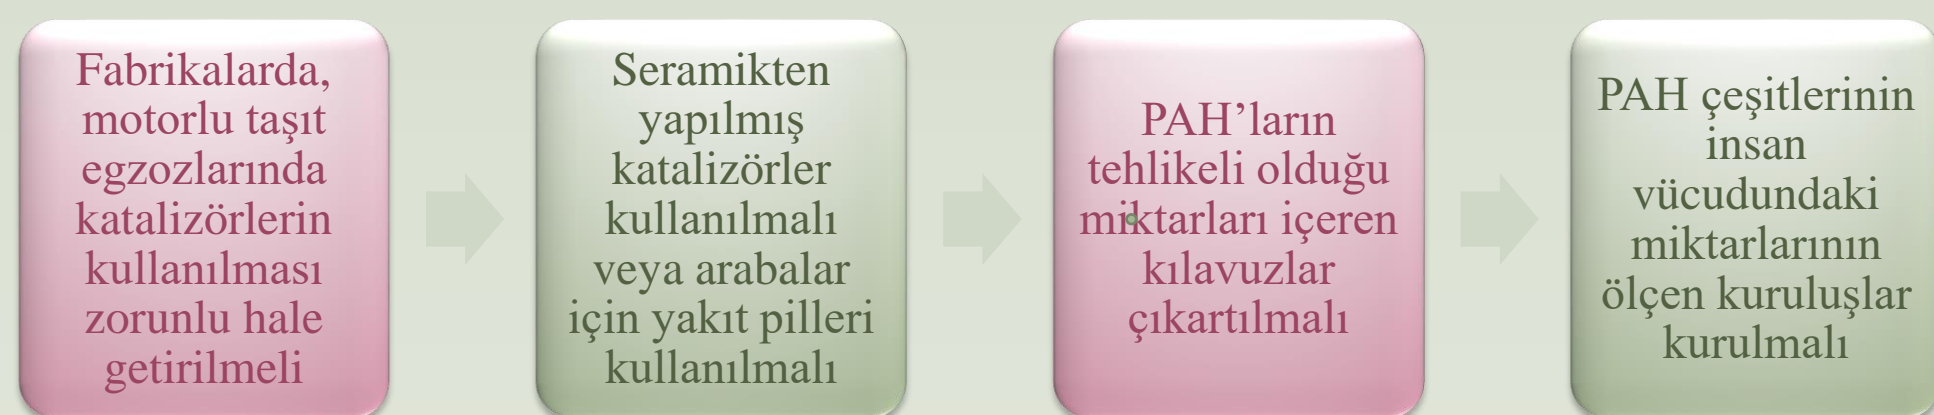 Fabrikalarda,
motorlu taşıt
egzozlarında
katalizörlerin
kullanılması
zorunlu hale
getirilmeli
Seramikten
yapılmış
katalizörler
kullanılmalı
veya arabalar
için yakıt pilleri
kullanılmalı
PAH’ların
tehlikeli olduğu
miktarları içeren
kılavuzlar
çıkartılmalı
PAH çeşitlerinin
insan
vücudundaki
miktarlarının
ölçen kuruluşlar
kurulmalı